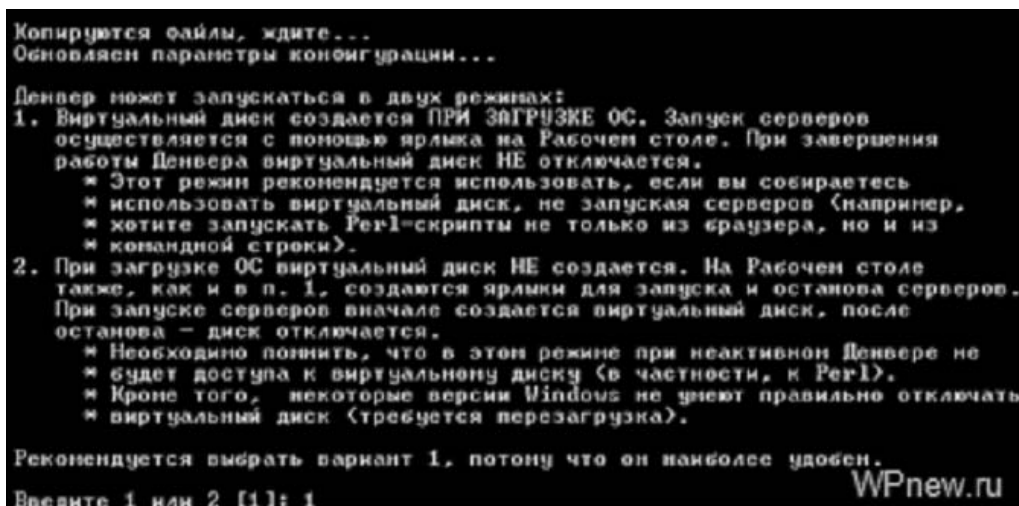 Копируются файлы, ждите...
Обновляем параметры конфигурации...
Денвер может запускаться в двух режимах:
1. Виртуальный диск создается ПРИ ЗАГРУЗКЕ ОС. Запуск серверов
осуществляется с помощью ярлыка на Рабочем столе. При завершения
работы Денвера виртуальный диск НЕ отключается.
* Этот режим рекомендуется использовать, если вы собираетесь
* использовать виртуальный диск, не запуская серверов (например,
* хотите запускать Perl-скрипты не только из браузера, но и из
* командной строки).
2. При загрузке ОС виртуальный диск НЕ создается. На Рабочем столе
также, как и в п. 1, создаются ярлыки для запуска и останова серверов.
При запуске серверов вначале создается виртуальный диск, после
останова - диск отключается.
* Необходимо помнить, что в этом режиме при неактивном Денвере не
* будет доступа к виртуальному диску (в частности, к Perl).
* Кроме того, некоторые версии Windows не умеют правильно отключать
* виртуальный диск (требуется перезагрузка).
Рекомендуется выбрать вариант 1, потому что он наиболее удобен.
Введите 1 или 2 [1]: 1
WPnew.ru